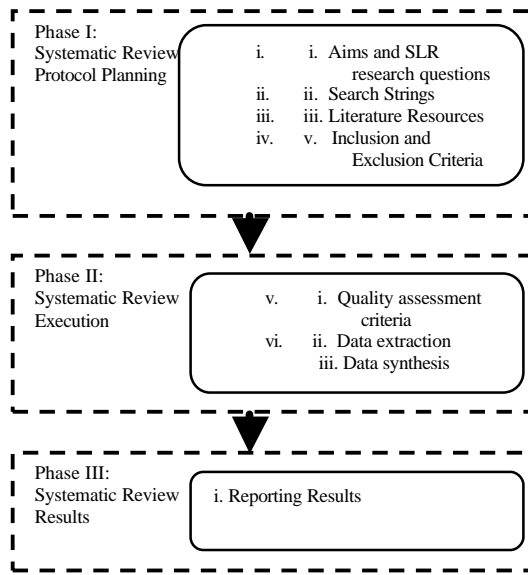 Phase I:
Systematic Review
Protocol Planning
i. i. Aims and SLR
research questions
ii. ii. Search Strings
iii. iii. Literature Resources
iv. v. Inclusion and
Exclusion Criteria
Phase II:
Systematic Review
Execution
v. i. Quality assessment
criteria
vi. ii. Data extraction
iii. Data synthesis
Phase III:
Systematic Review
Results
i. Reporting Results